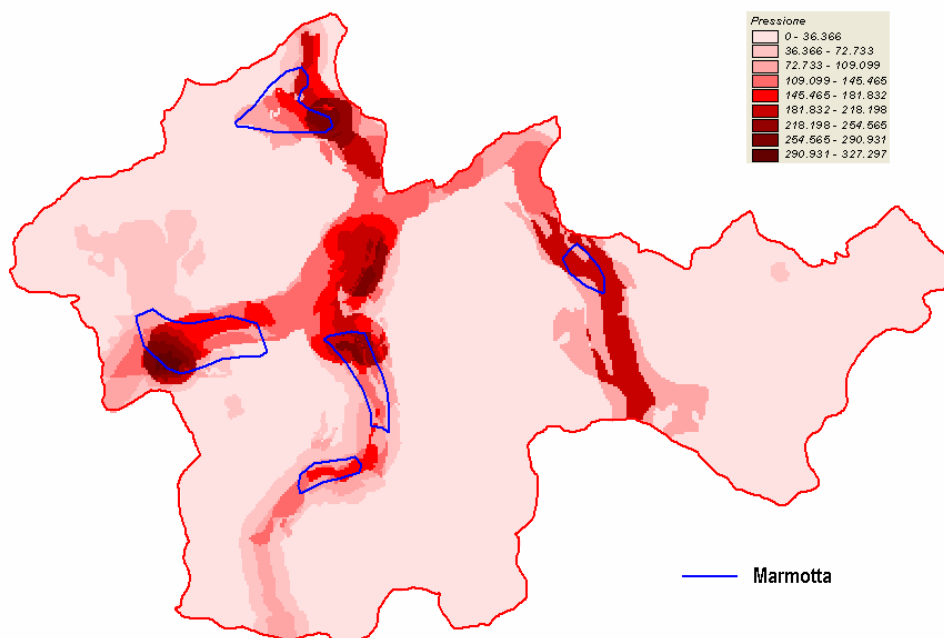 Pressione
0 - 36.366
36.366 - 72.733
72.733 - 109.099
109.099 - 145.465
145.465 - 181.832
181.832 - 218.198
218.198 - 254.565
254.565 - 290.931
290.931 - 327.297
Marmotta